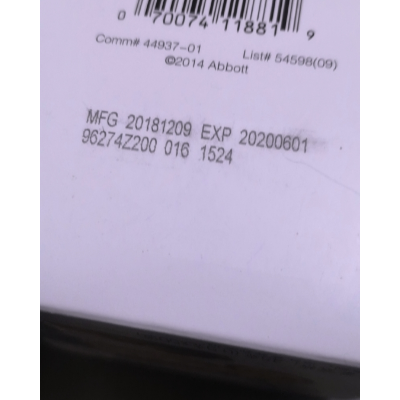 0 70074 11881 9
Comm# 44937-01 List# 54598(09)
©2014 Abbott
MFG 20181209 EXP 20200601
96274Z200 016 1524